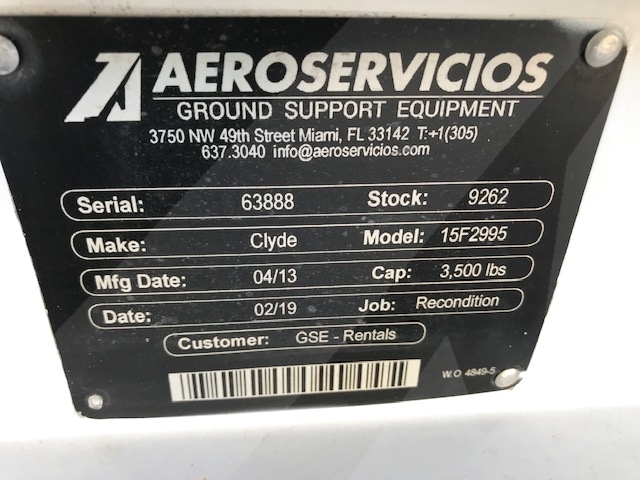 AEROSERVICIOS
GROUND SUPPORT EQUIPMENT
3750 NW 49th Street Miami, FL 33142 T:+1(305)
637.3040 info@aeroservicios.com
Serial: 63888 Stock: 9262
Make: Clyde Model: 15F2995
Mfg Date: 04/13 Cap: 3,500 lbs
Date: 02/19 Job: Recondition
Customer: GSE - Rentals
W.O 4849-5